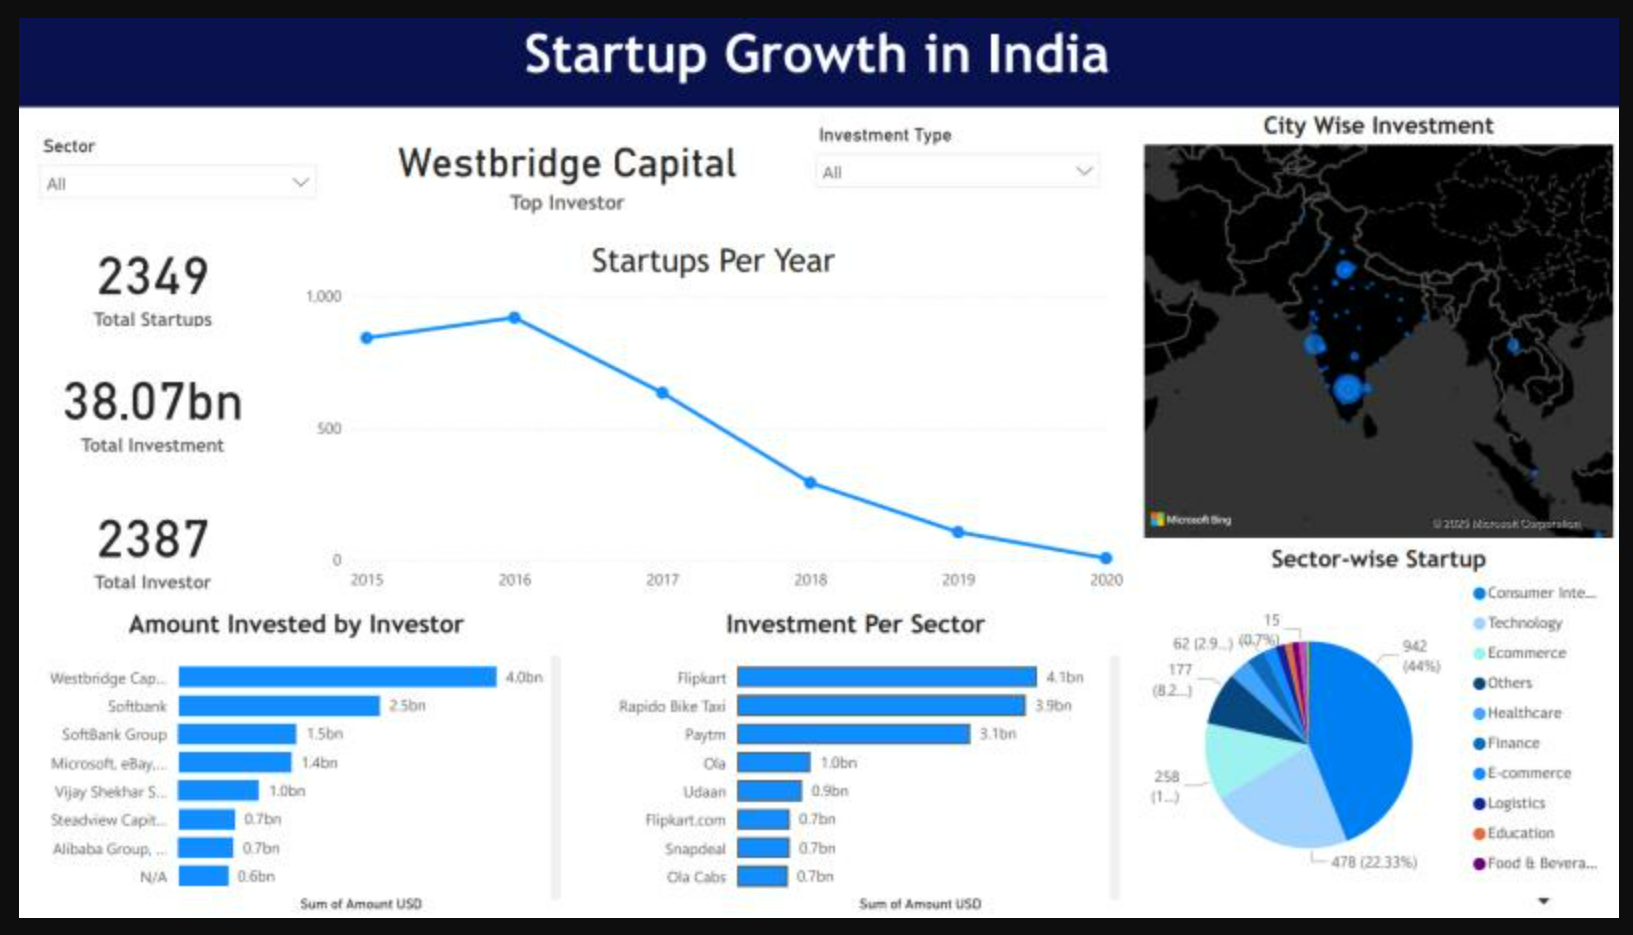 Startup Growth in India
Sector
All
Westbridge Capital
Top Investor
Investment Type
All
2349
Total Startups
38.07bn
Total Investment
2387
Total Investor
Startups Per Year
1,000
500
0
2015
2016
2017
2018
2019
2020
City Wise Investment
Microsoft Bing
© 2025 Microsoft Corporation
Amount Invested by Investor
Westbridge Cap... 4.0bn
Softbank 2.5bn
SoftBank Group 1.5bn
Microsoft, eBay,... 1.4bn
Vijay Shekhar S... 1.0bn
Steadview Capit... 0.7bn
Alibaba Group, ... 0.7bn
N/A 0.6bn
Sum of Amount USD
Investment Per Sector
Flipkart 4.1bn
Rapido Bike Taxi 3.9bn
Paytm 3.1bn
Ola 1.0bn
Udaan 0.9bn
Flipkart.com 0.7bn
Snapdeal 0.7bn
Ola Cabs 0.7bn
Sum of Amount USD
Sector-wise Startup
15
(0.7%)
62 (2.9...)
177
(8.2...)
258
(1...)
942
(44%)
478 (22.33%)
Consumer Inte...
Technology
Ecommerce
Others
Healthcare
Finance
E-commerce
Logistics
Education
Food & Bevera...